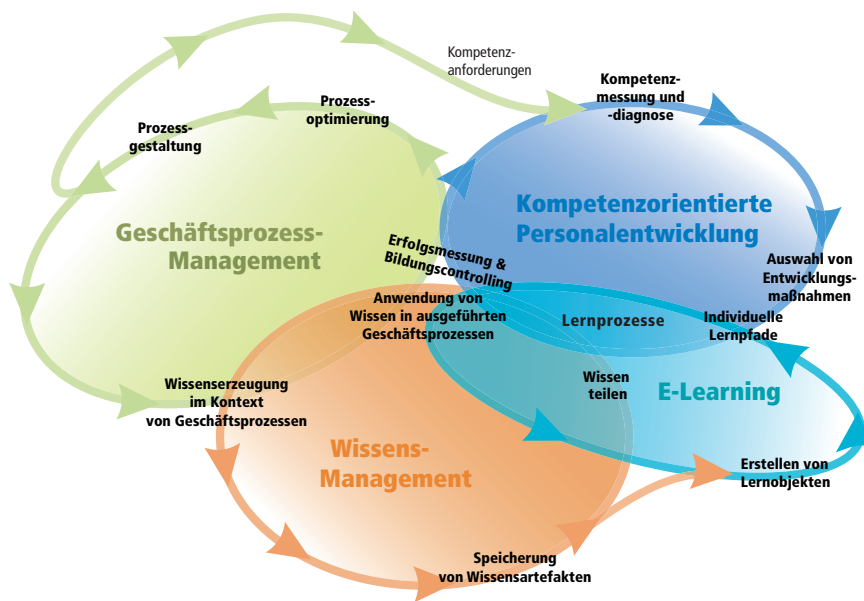 Kompetenz-
anforderungen
Kompetenz-
messung und
-diagnose
Prozess-
optimierung
Prozess-
gestaltung
Geschäftsprozess-
Management
Kompetenzorientierte
Personalentwicklung
Erfolgsmessung &
Bildungscontrolling
Auswahl von
Entwicklungs-
maßnahmen
Anwendung von
Wissen in ausgeführten
Geschäftsprozessen
Lernprozesse
Individuelle
Lernpfade
Wissenserzeugung
im Kontext
von Geschäftsprozessen
Wissen
teilen
E-Learning
Wissens-
Management
Erstellen von
Lernobjekten
Speicherung
von Wissensartefakten